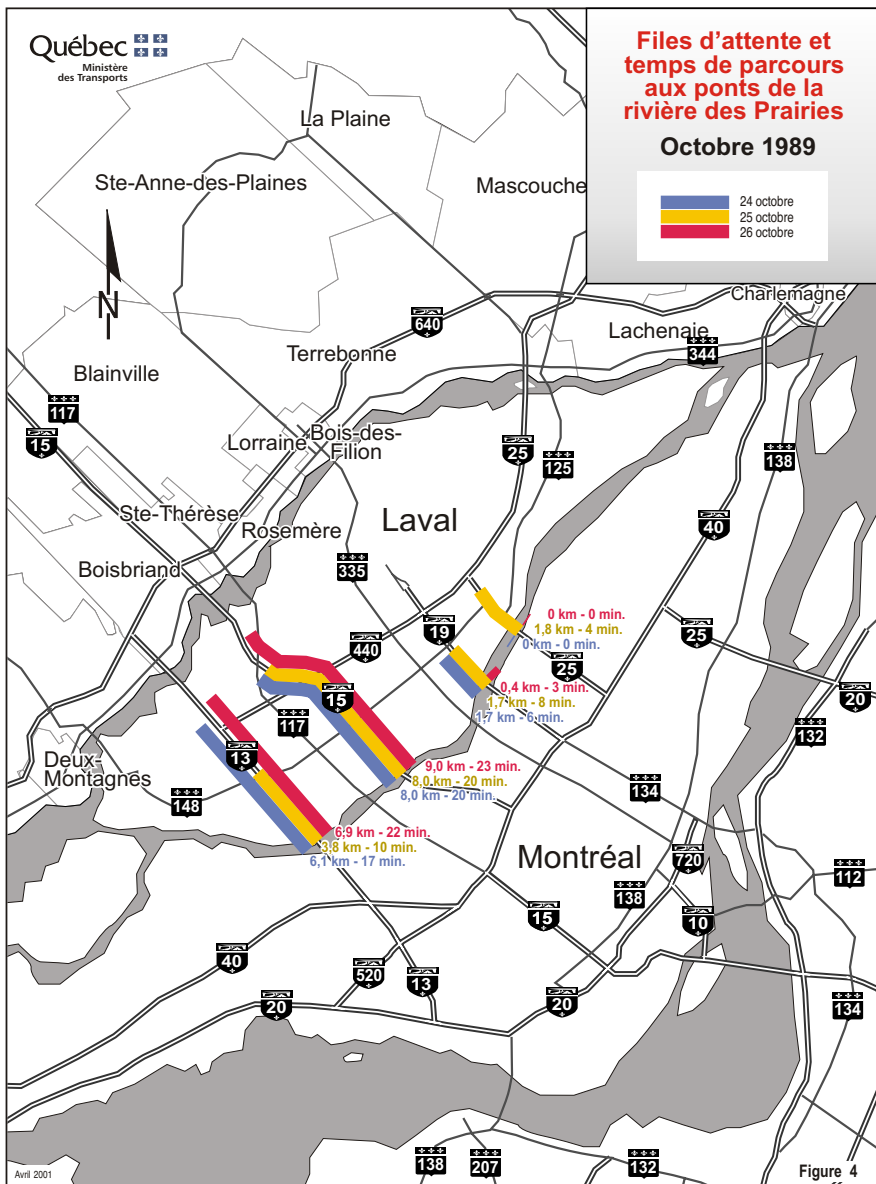 Québec
Ministère
des Transports
Files d'attente et
temps de parcours
aux ponts de la
rivière des Prairies
Octobre 1989
24 octobre
25 octobre
26 octobre
La Plaine
Ste-Anne-des-Plaines
Mascouche
N
Charlemagne
640
Lachenaie
344
Terrebonne
Blainville
117
15
Lorraine
Bois-des-
Filion
25
125
138
Ste-Thérèse
Laval
40
Rosemère
Boisbriand
335
0 km - 0 min.
1,8 km - 4 min.
0 km - 0 min.
19
440
25
25
0,4 km - 3 min.
1,7 km - 8 min.
1,7 km - 6 min.
15
20
117
132
13
Deux-
Montagnes
9,0 km - 23 min.
8,0 km - 20 min.
8,0 km - 20 min.
134
148
6,9 km - 22 min.
3,8 km - 10 min.
6,1 km - 17 min.
Montréal
720
112
138
15
10
40
520
13
20
20
134
138
207
132
Avril 2001
Figure 4